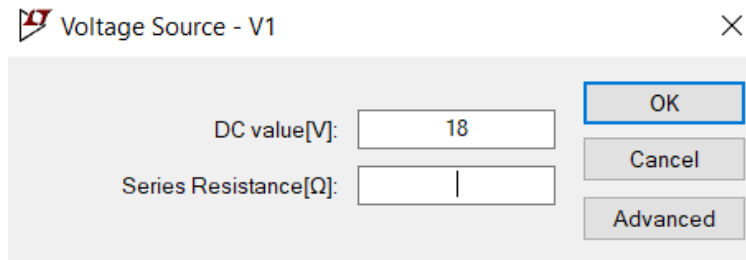 Voltage Source - V1
DC value[V]: 18
Series Resistance[Ω]:
OK
Cancel
Advanced